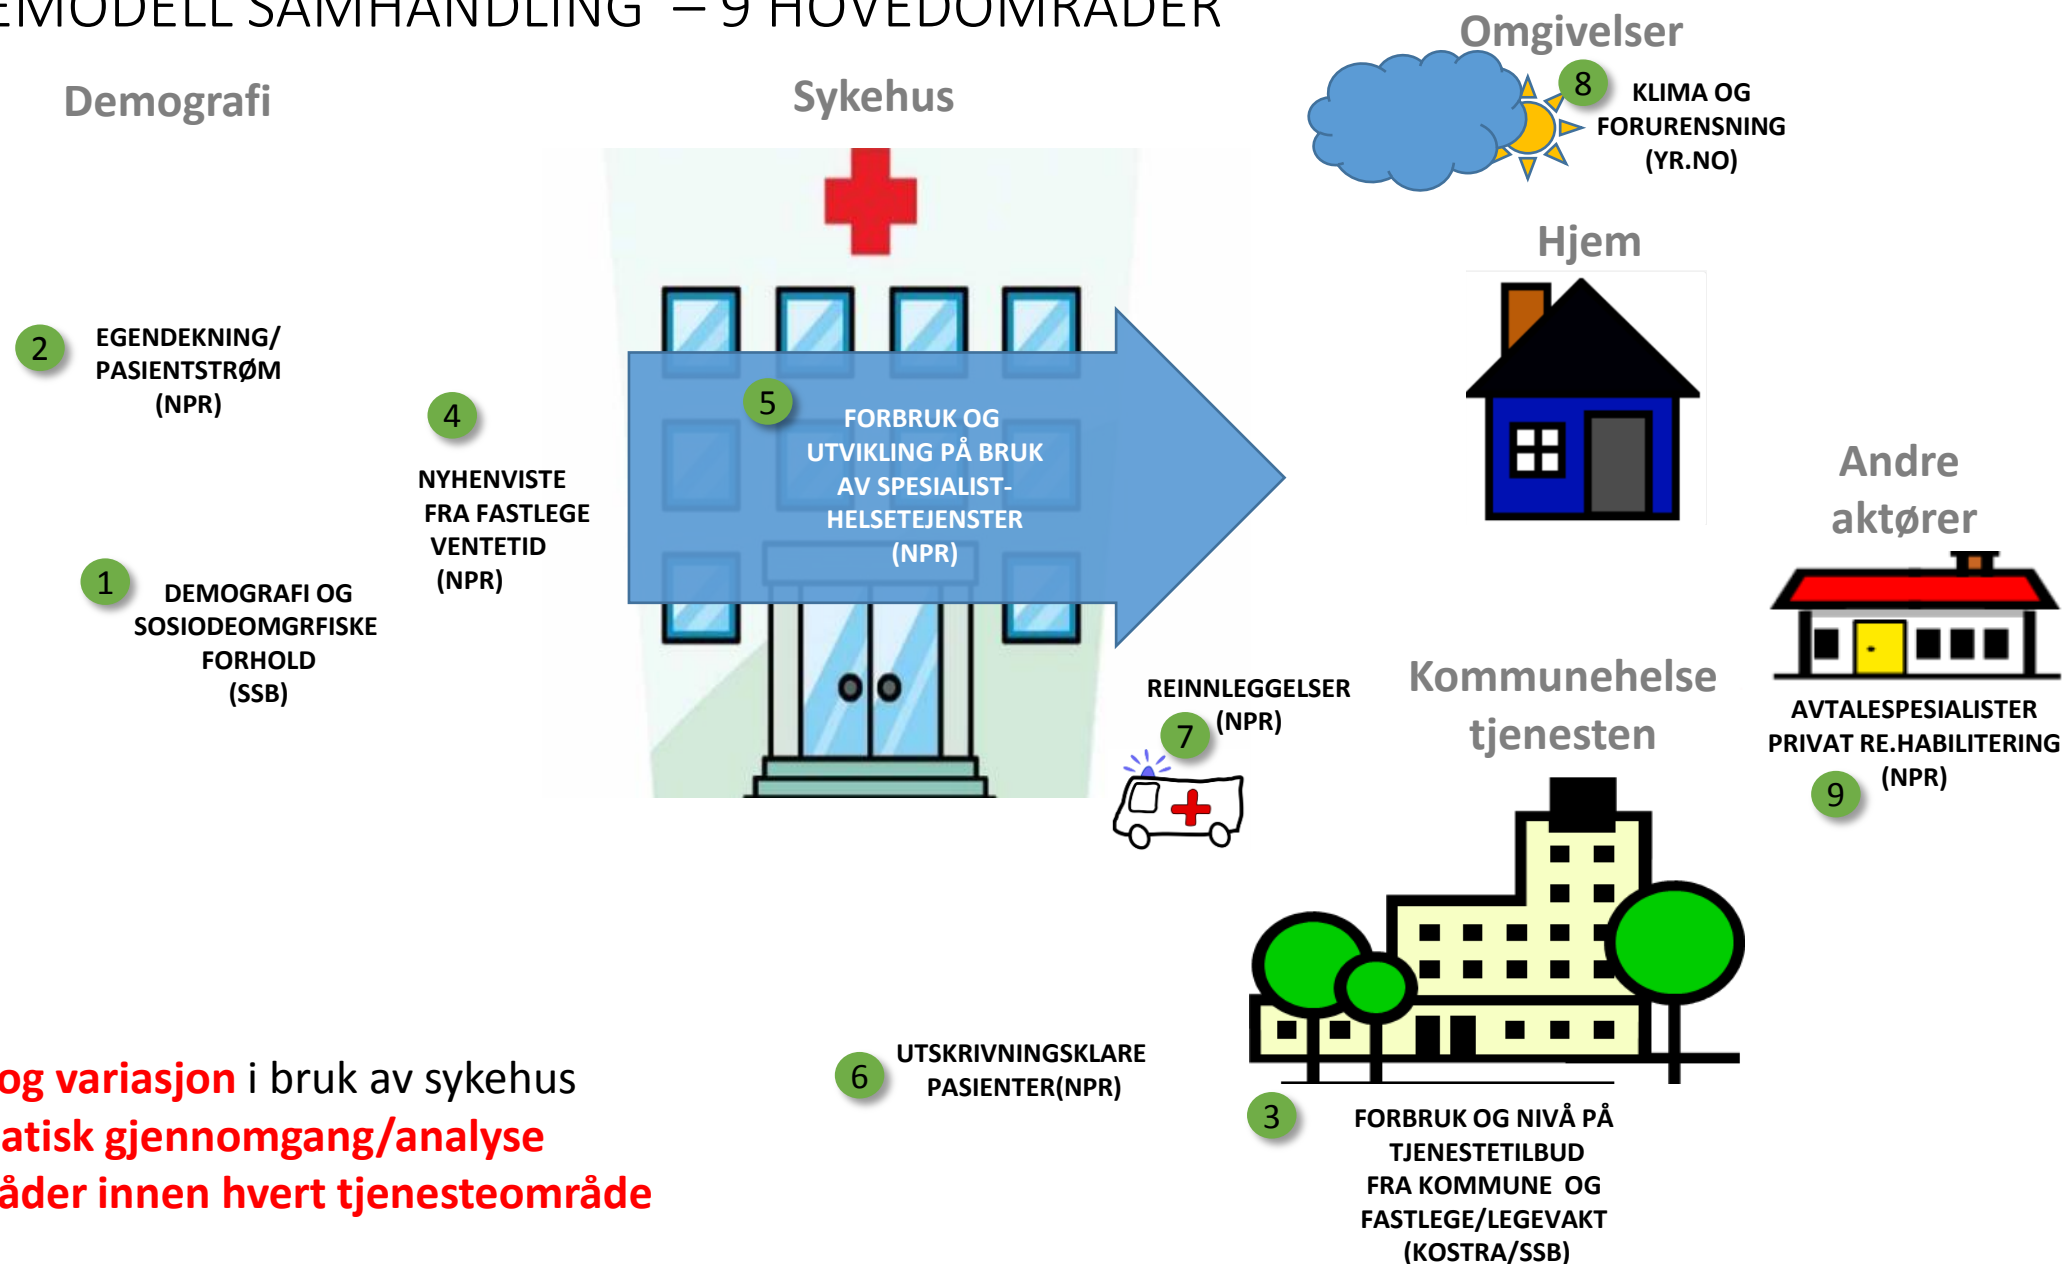 EMODELL SAMHANDLING – 9 HOVEDOMRÅDER
Demografi
Sykehus
Omgivelser
8
KLIMA OG
FORURENSNING
(YR.NO)
Hjem
2
EGENDEKNING/
PASIENTSTRØM
(NPR)
4
NYHENVISTE
FRA FASTLEGE
VENTETID
(NPR)
5
FORBRUK OG
UTVIKLING PÅ BRUK
AV SPESIALIST-
HELSETEJENSTER
(NPR)
1
DEMOGRAFI OG
SOSIODEOMGRFISKE
FORHOLD
(SSB)
Andre
aktører
AVTALESPESIALISTER
PRIVAT RE.HABILITERING
(NPR)
9
REINNLEGGELSER
(NPR)
7
Kommunehelse
tjenesten
6
UTSKRIVNINGSKLARE
PASIENTER(NPR)
3
FORBRUK OG NIVÅ PÅ
TJENESTETILBUD
FRA KOMMUNE OG
FASTLEGE/LEGEVAKT
(KOSTRA/SSB)
og variasjon i bruk av sykehus
atisk gjennomgang/analyse
åder innen hvert tjenesteområde